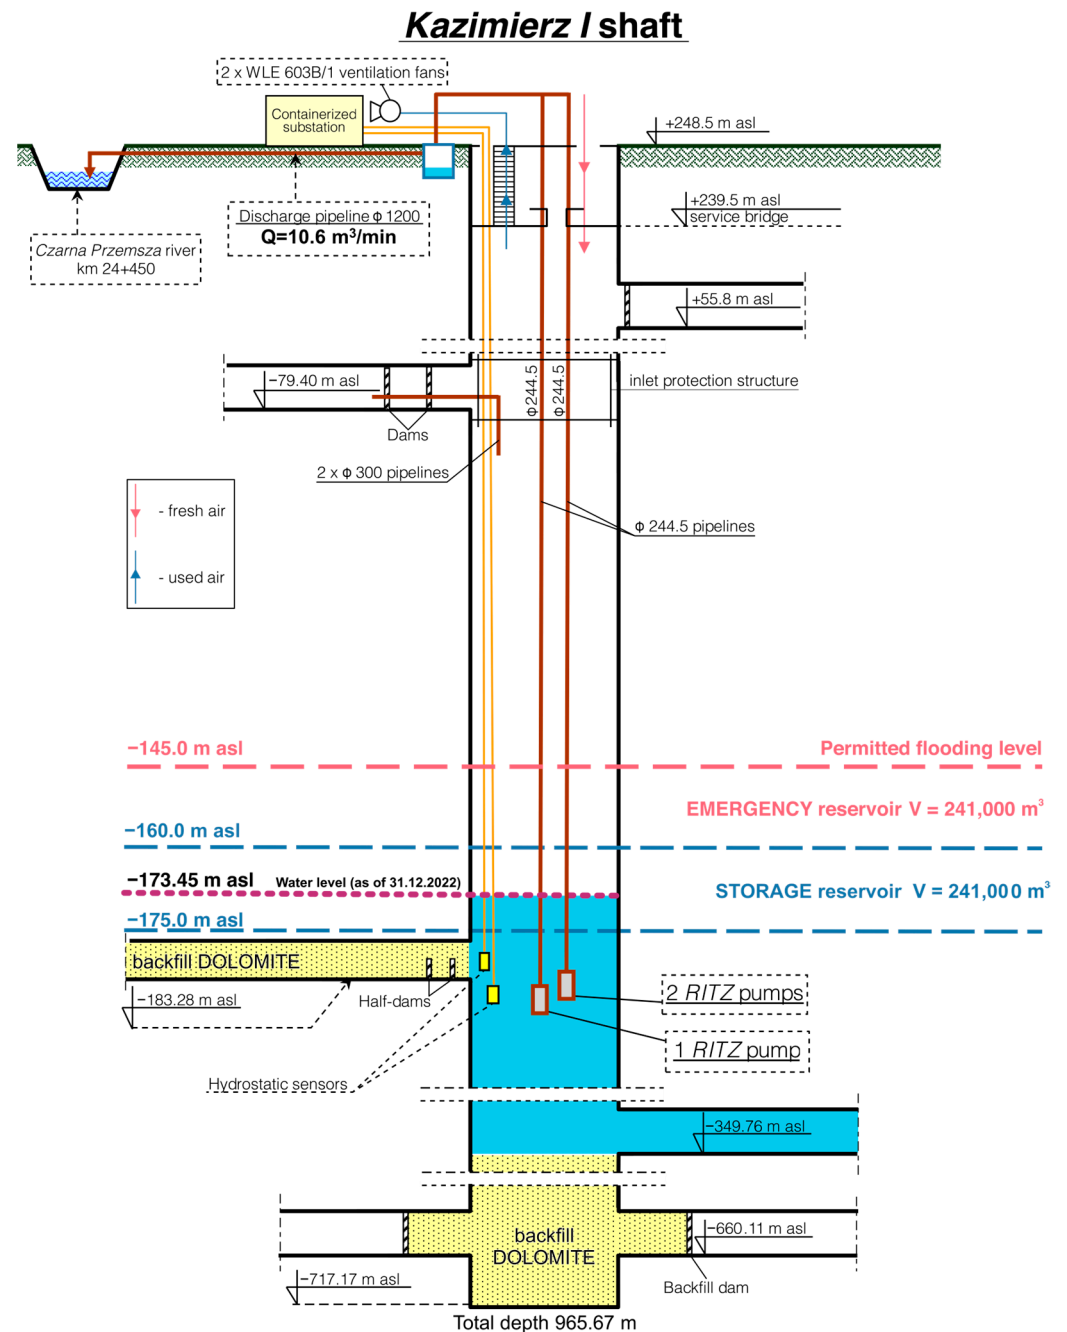 Kazimierz I shaft
2 x WLE 603B/1 ventilation fans
Containerized
substation
+248.5 m asl
+239.5 m asl
service bridge
Discharge pipeline ɸ 1200
Q=10.6 m³/min
Czarna Przemsza river
km 24+450
+55.8 m asl
−79.40 m asl
ɸ244.5
ɸ244.5
inlet protection structure
Dams
2 x ɸ 300 pipelines
- fresh air
- used air
ɸ 244.5 pipelines
−145.0 m asl
Permitted flooding level
EMERGENCY reservoir V = 241,000 m³
−160.0 m asl
−173.45 m asl
Water level (as of 31.12.2022)
STORAGE reservoir V = 241,000 m³
−175.0 m asl
backfill DOLOMITE
−183.28 m asl
Half-dams
2 RITZ pumps
1 RITZ pump
Hydrostatic sensors
−349.76 m asl
backfill
DOLOMITE
−660.11 m asl
−717.17 m asl
Backfill dam
Total depth 965.67 m